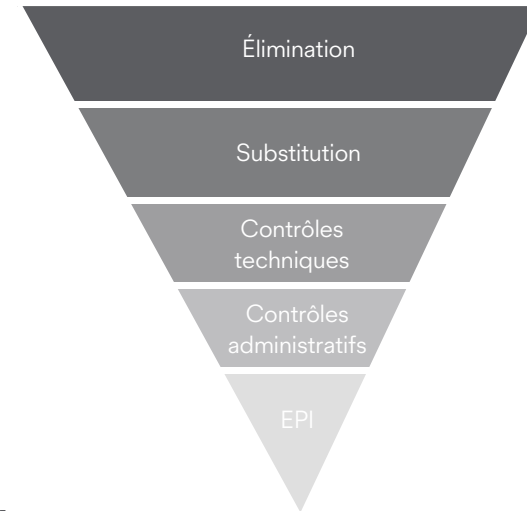 Élimination
Substitution
Contrôles
techniques
Contrôles
administratifs
EPI